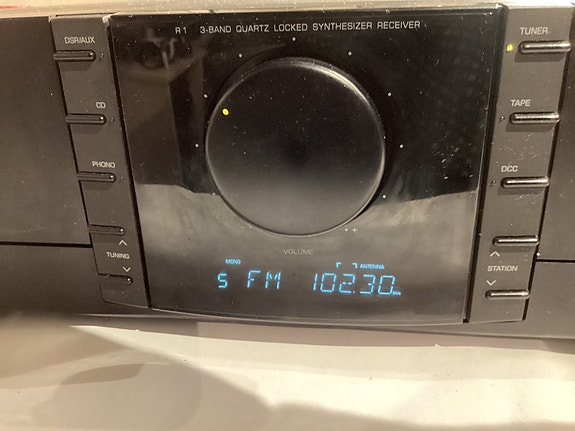 R1 3-BAND QUARTZ LOCKED SYNTHESIZER RECEIVER
DSR/AUX
CD
PHONO
TUNING
TUNER
TAPE
DCC
STATION
VOLUME
MONO ANTENNA
5 FM 102.30